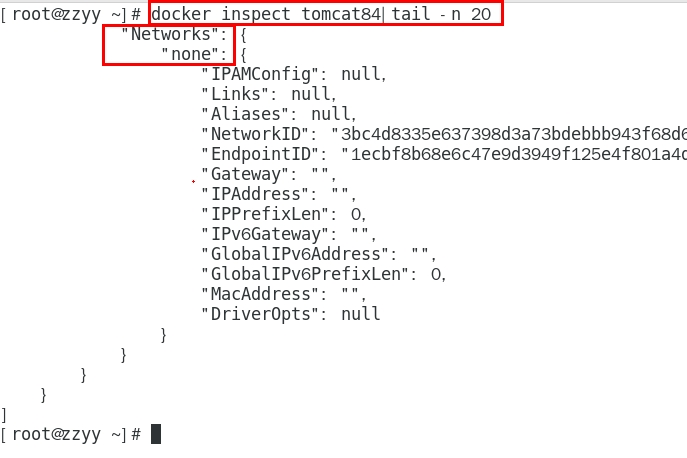 [ root@zzyy ~] # docker inspect tomcat84| tail - n 20
"Networks": {
"none": {
"IPAMConfig": null,
"Links": null,
"Aliases": null,
"NetworkID": "3bc4d8335e637398d3a73bdebbb943f68d6
"EndpointID": "1ecbf8b68e6c47e9d3949f125e4f801a4d
"Gateway": "",
"IPAddress": "",
"IPPrefixLen": 0,
"IPv6Gateway": "",
"GlobalIPv6Address": "",
"GlobalIPv6PrefixLen": 0,
"MacAddress": "",
"DriverOpts": null
}
}
}
}
]
[ root@zzyy ~] #